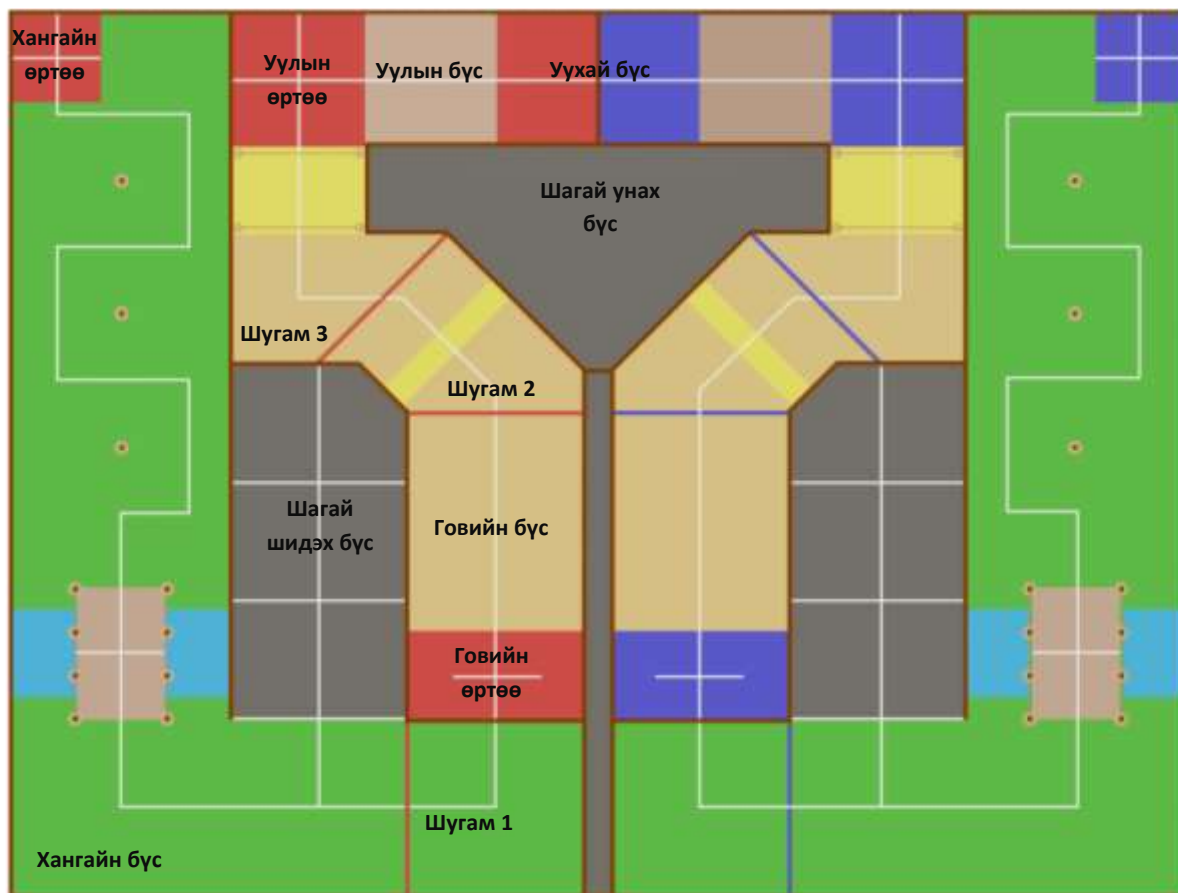 Хангайн
өртөө
Уулын
өртөө
Уулын бүс
Уухай бүс
Шагай унах
бүс
Шугам 3
Шугам 2
Шагай
шидэх бүс
Говийн бүс
Говийн
өртөө
Шугам 1
Хангайн бүс